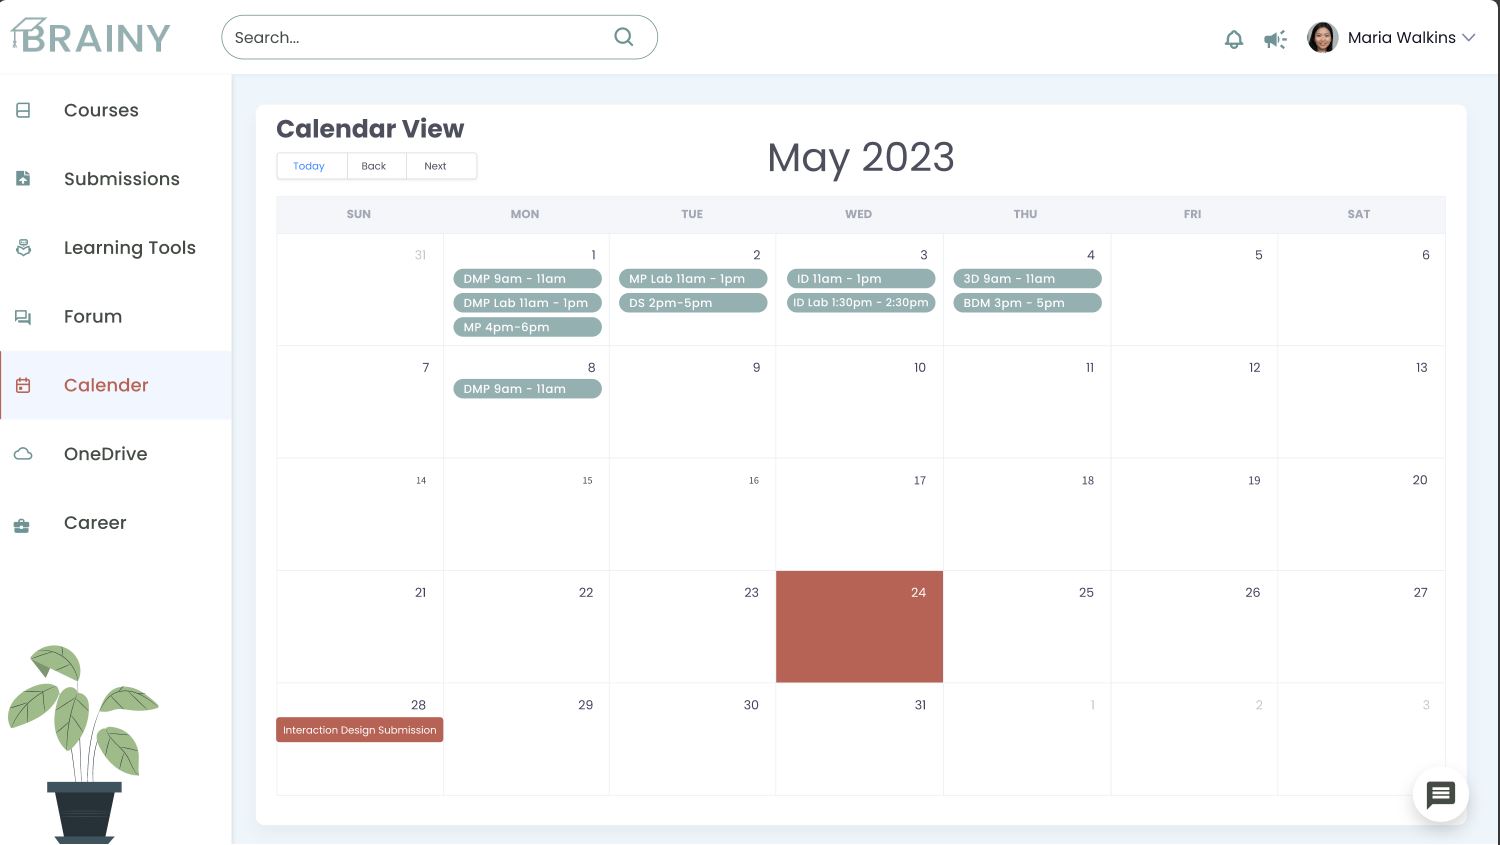 BRAINY
Search...
Maria Walkins
Courses
Submissions
Learning Tools
Forum
Calender
OneDrive
Career
Calendar View
Today Back Next
May 2023
SUN MON TUE WED THU FRI SAT
31 1 2 3 4 5 6
DMP 9am - 11am MP Lab 11am - 1pm ID 11am - 1pm 3D 9am - 11am
DMP Lab 11am - 1pm DS 2pm-5pm ID Lab 1:30pm - 2:30pm BDM 3pm - 5pm
MP 4pm-6pm
7 8 9 10 11 12 13
DMP 9am - 11am
14 15 16 17 18 19 20
21 22 23 24 25 26 27
28 29 30 31 1 2 3
Interaction Design Submission